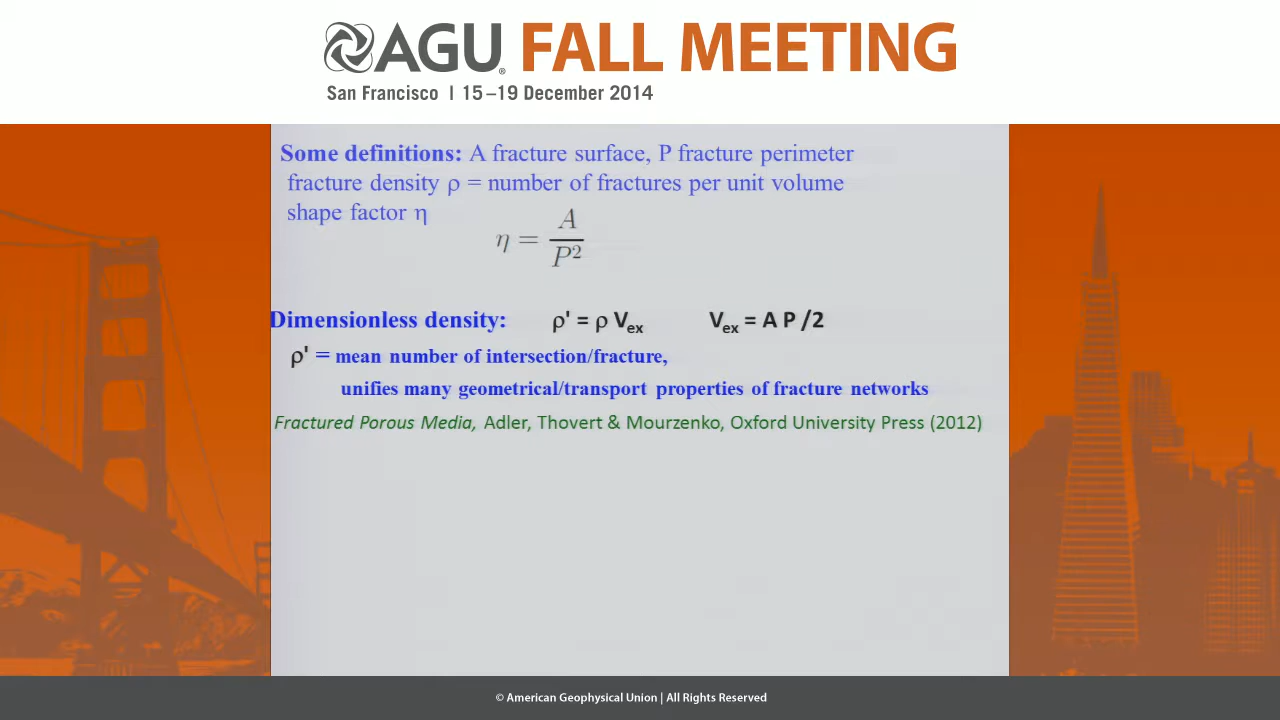 AGU® FALL MEETING
San Francisco | 15–19 December 2014
Some definitions: A fracture surface, P fracture perimeter
fracture density ρ = number of fractures per unit volume
shape factor η
η = A / P²
Dimensionless density: ρ' = ρ Vex Vex = A P /2
ρ' = mean number of intersection/fracture,
unifies many geometrical/transport properties of fracture networks
Fractured Porous Media, Adler, Thovert & Mourzenko, Oxford University Press (2012)
© American Geophysical Union | All Rights Reserved